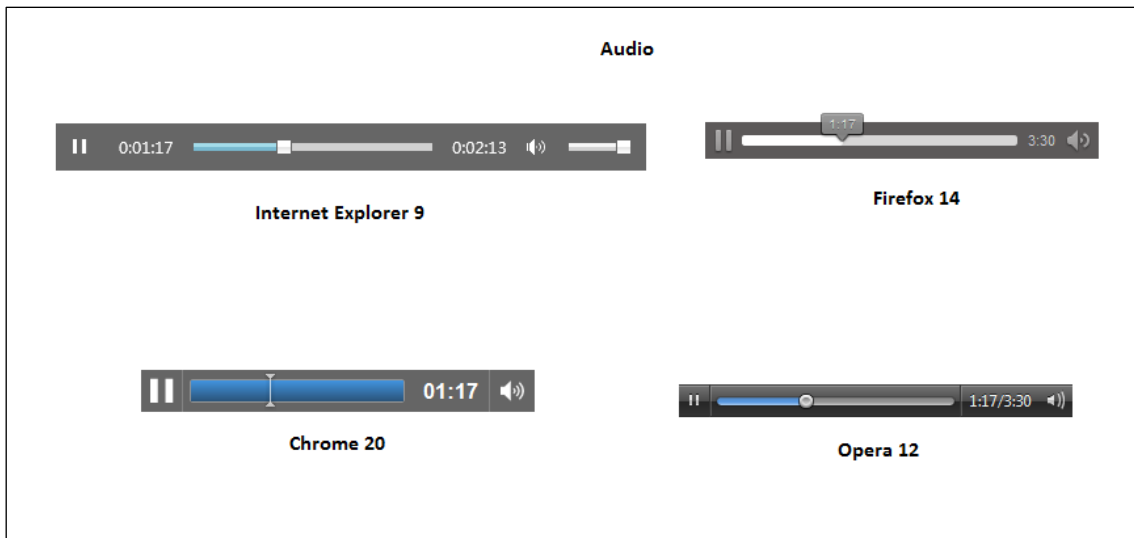 Audio
0:01:17 0:02:13
1:17
3:30
Internet Explorer 9
Firefox 14
01:17
1:17/3:30
Chrome 20
Opera 12